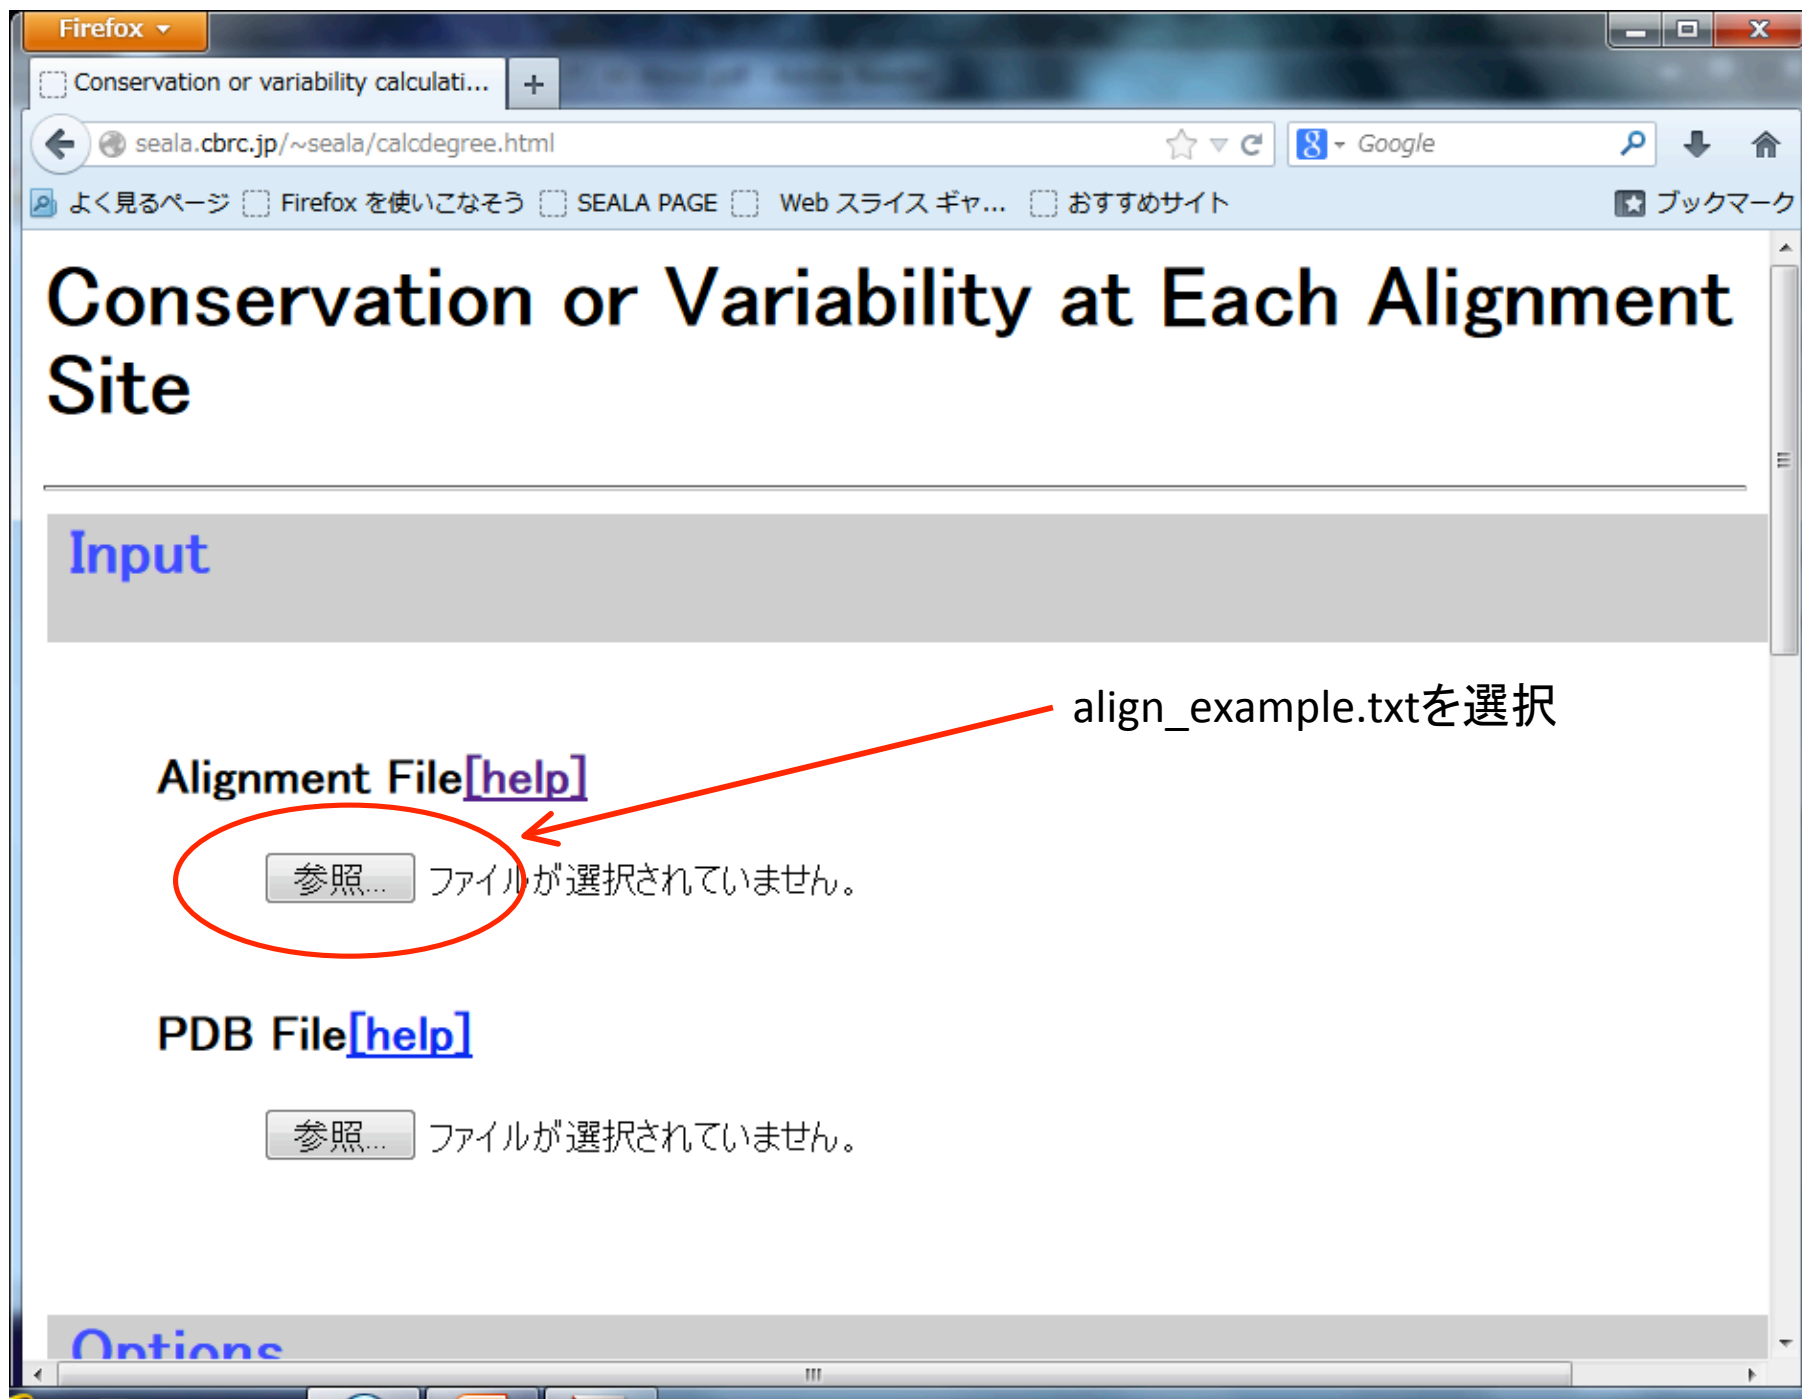 Firefox
Conservation or variability calculati...
seala.cbrc.jp/~seala/calcdegree.html
Google
よく見るページ Firefox を使いこなそう SEALA PAGE Web スライス ギャ... おすすめサイト ブックマーク
Conservation or Variability at Each Alignment
Site
Input
align_example.txtを選択
Alignment File[help]
参照... ファイルが選択されていません。
PDB File[help]
参照... ファイルが選択されていません。
Options